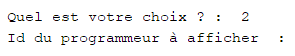 Quel est votre choix ? :  2
Id du programmeur à afficher  :